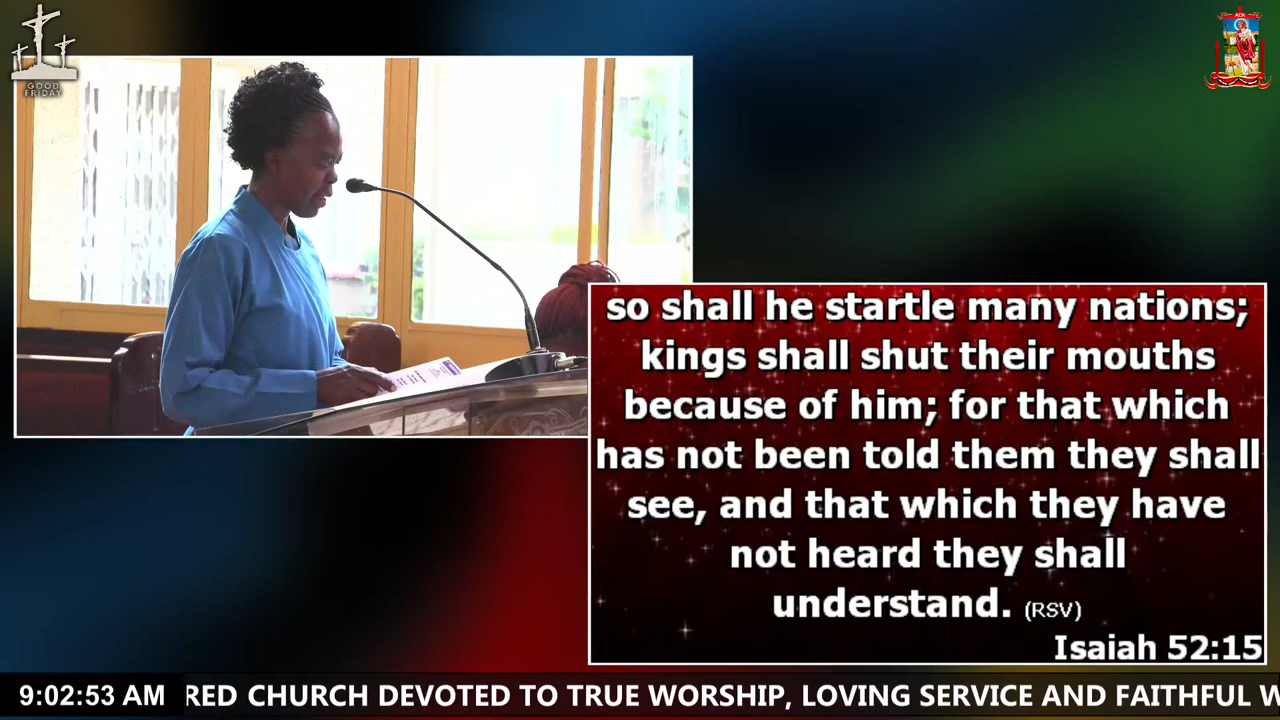 GOOD
FRIDAY
ACK
so shall he startle many nations;
kings shall shut their mouths
because of him; for that which
has not been told them they shall
see, and that which they have
not heard they shall
understand. (RSV)
Isaiah 52:15
9:02:53 AM RED CHURCH DEVOTED TO TRUE WORSHIP, LOVING SERVICE AND FAITHFUL W